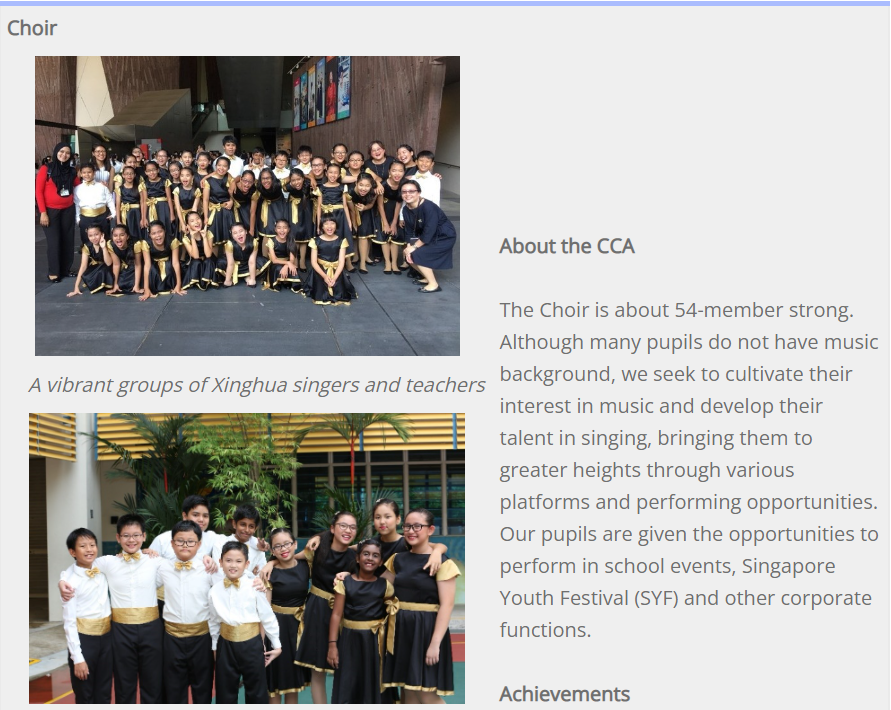 Choir
A vibrant groups of Xinghua singers and teachers
About the CCA
The Choir is about 54-member strong.
Although many pupils do not have music
background, we seek to cultivate their
interest in music and develop their
talent in singing, bringing them to
greater heights through various
platforms and performing opportunities.
Our pupils are given the opportunities to
perform in school events, Singapore
Youth Festival (SYF) and other corporate
functions.
Achievements